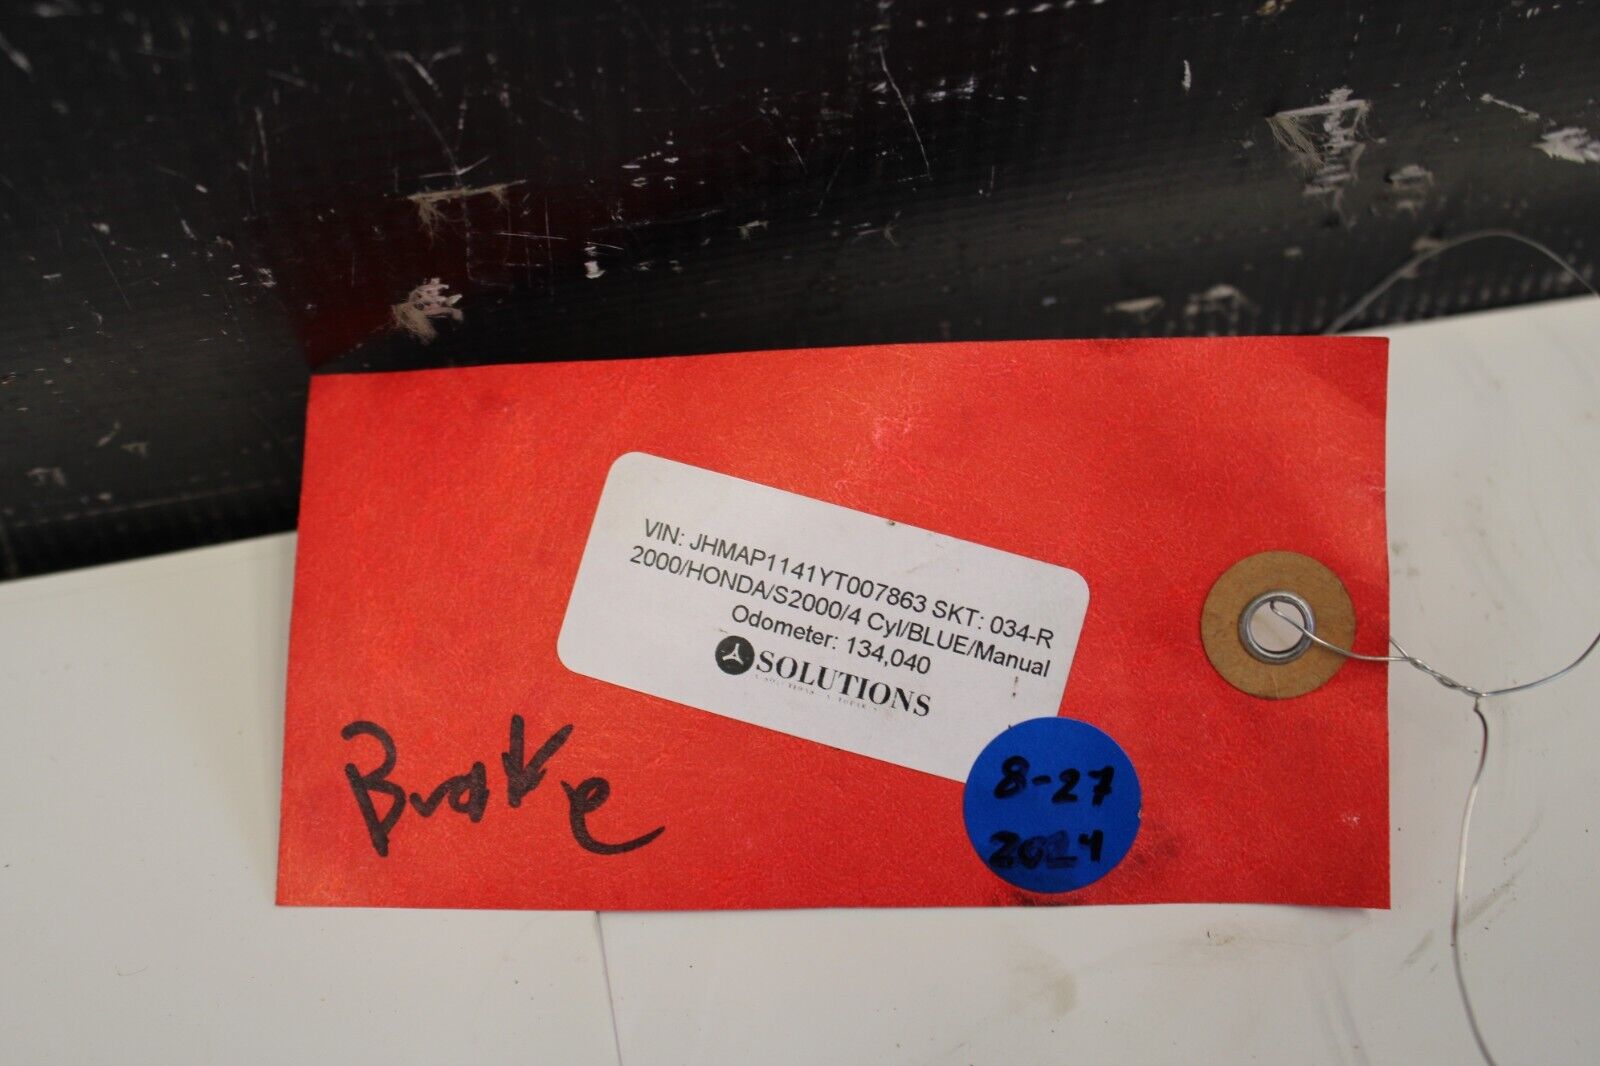 VIN: JHMAP1141YT007863 SKT: 034-R
2000/HONDA/S2000/4 Cyl/BLUE/Manual
Odometer: 134,040
SOLUTIONS
Brake
8-27
2024